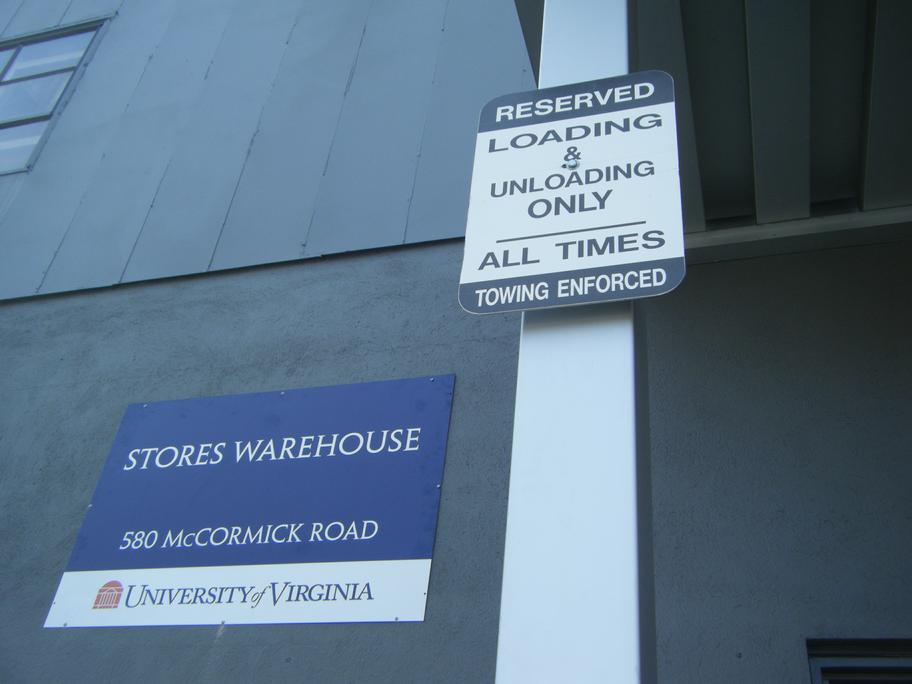 RESERVED
LOADING
&
UNLOADING
ONLY
ALL TIMES
TOWING ENFORCED
STORES WAREHOUSE
580 McCORMICK ROAD
UNIVERSITY of VIRGINIA